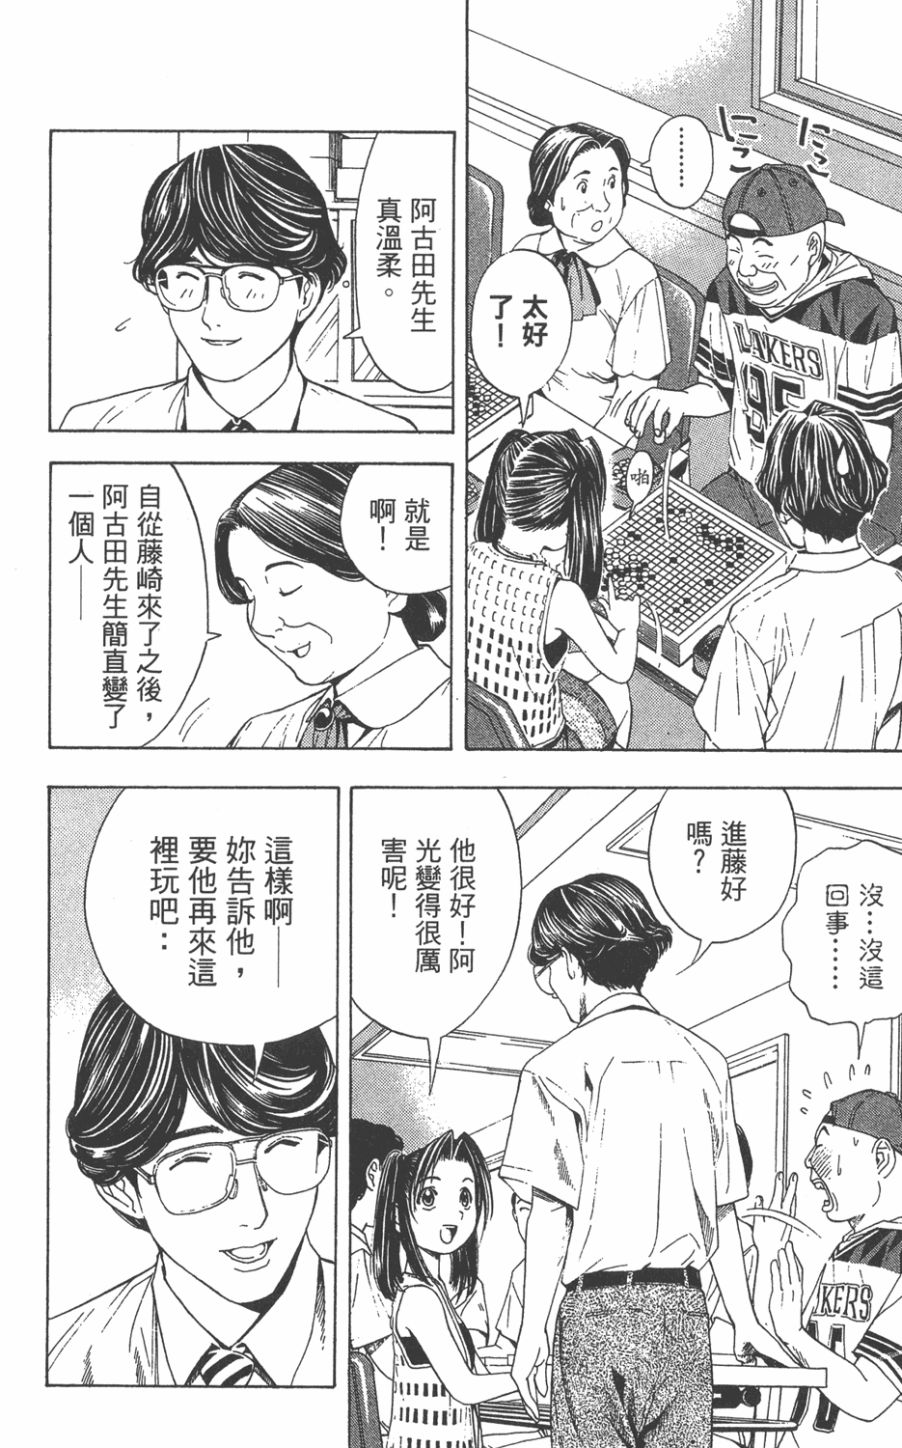 ………
にこっ
にこっ
LAKERS
95
太好
了！
啪
阿古田先生
真溫柔。
就是
啊！
自從藤崎來了之後，
阿古田先生簡直變了
一個人──
沒…沒這
回事……
進藤好
嗎？
他很好！阿
光變得很厲
害呢！
KERS
這樣啊──
妳告訴他，
要他再來這
裡玩吧：